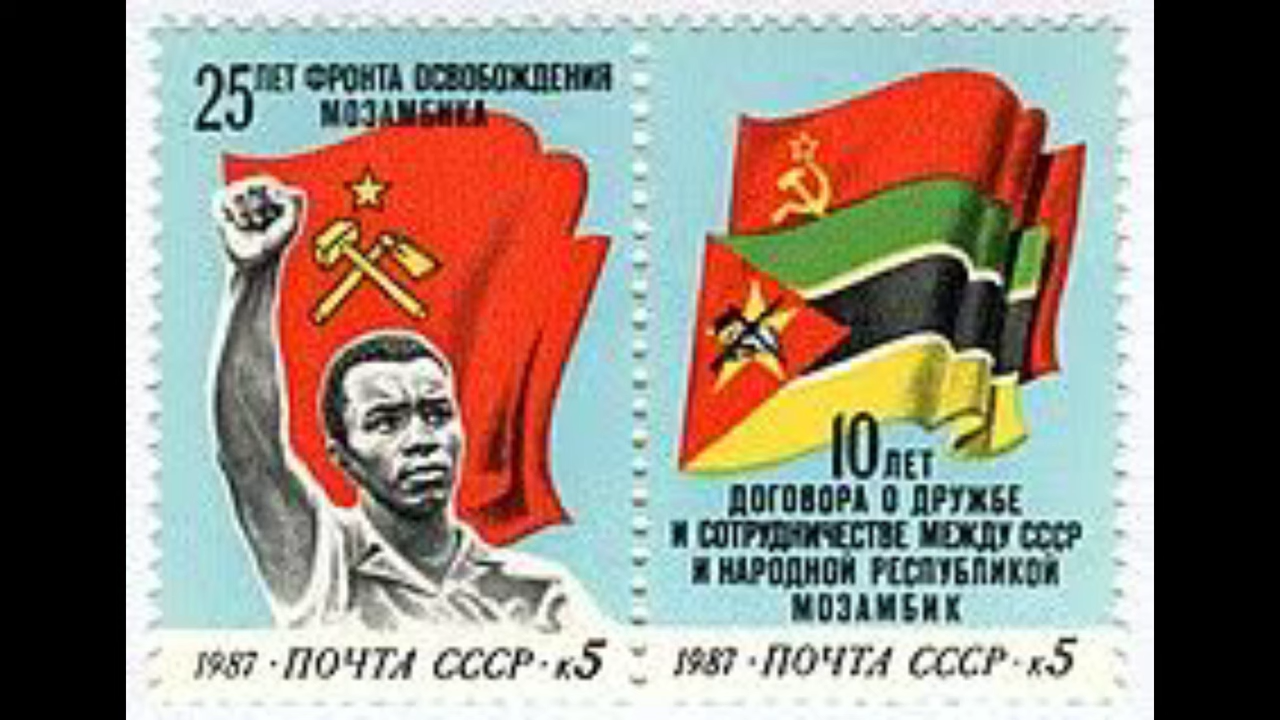 25 ЛЕТ ФРОНТА ОСВОБОЖДЕНИЯ
МОЗАМБИКА
1987 · ПОЧТА СССР · к5
10 ЛЕТ
ДОГОВОРА О ДРУЖБЕ
И СОТРУДНИЧЕСТВЕ МЕЖДУ СССР
И НАРОДНОЙ РЕСПУБЛИКОЙ
МОЗАМБИК
1987 · ПОЧТА СССР · к5